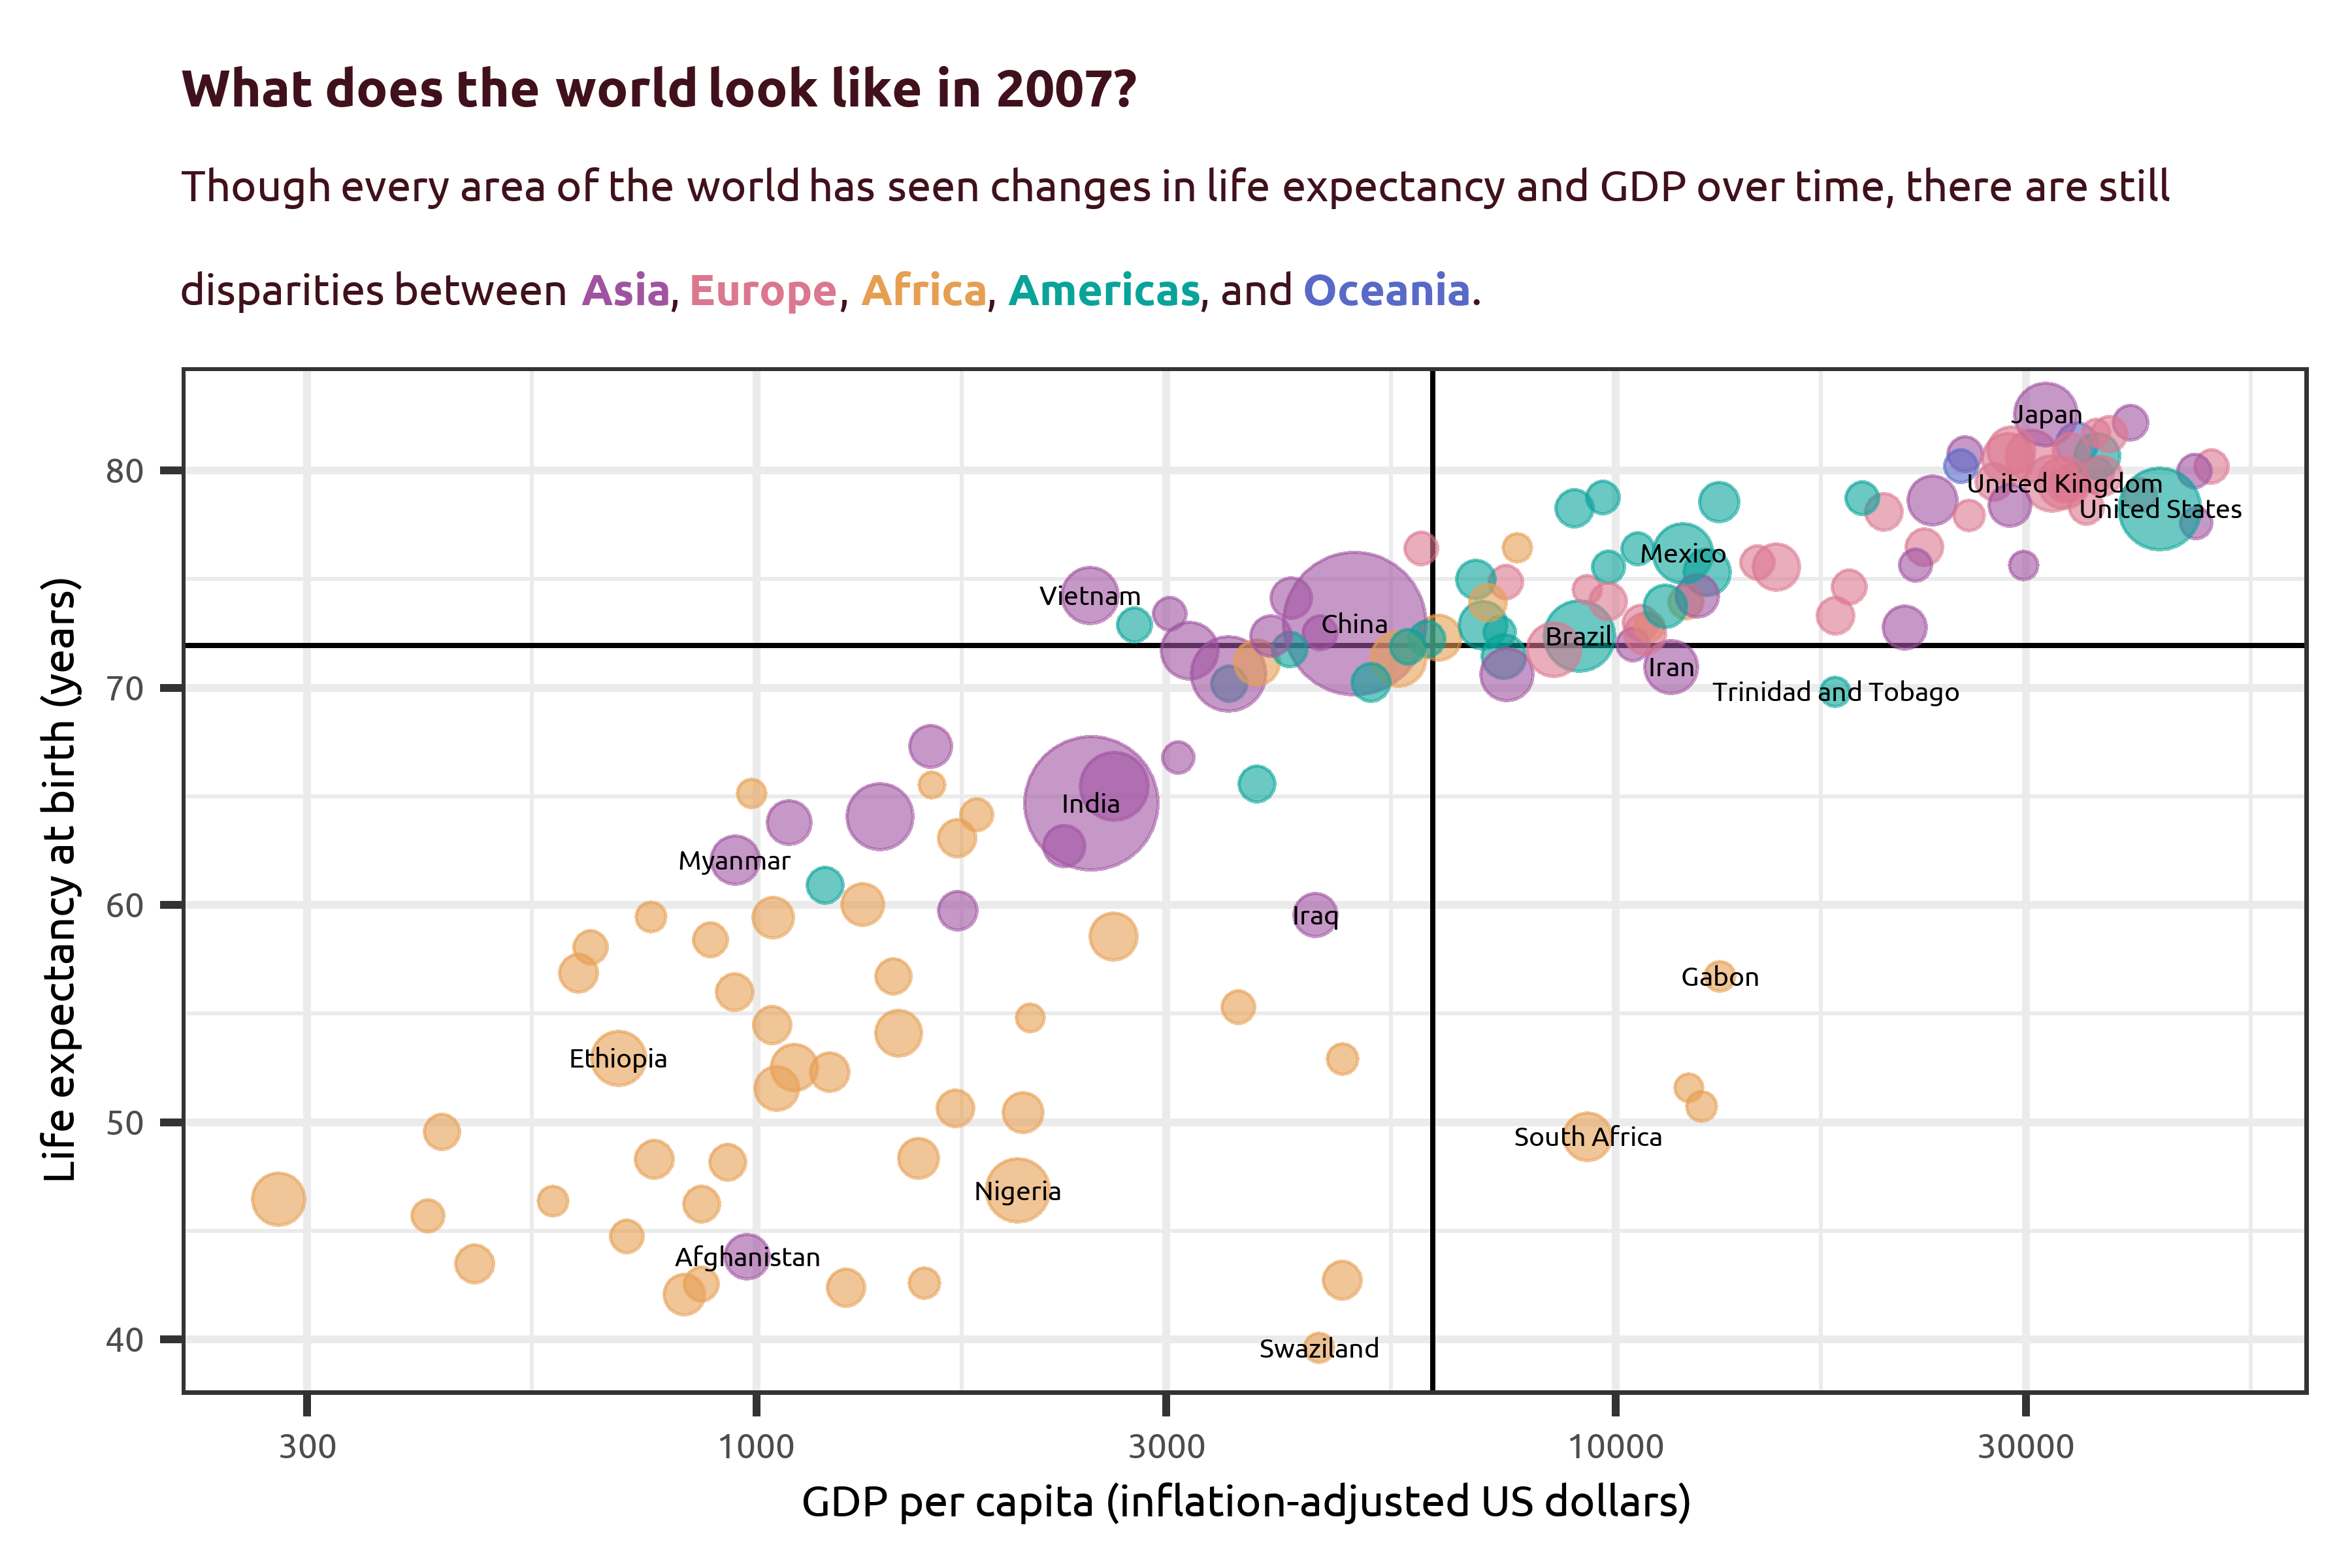 What does the world look like in 2007?
Though every area of the world has seen changes in life expectancy and GDP over time, there are still
disparities between Asia, Europe, Africa, Americas, and Oceania.
Life expectancy at birth (years)
80
70
60
50
40
Japan
United Kingdom
United States
Mexico
Vietnam
China
Brazil
Iran
Trinidad and Tobago
India
Myanmar
Iraq
Gabon
Ethiopia
South Africa
Nigeria
Afghanistan
Swaziland
300
1000
3000
10000
30000
GDP per capita (inflation-adjusted US dollars)